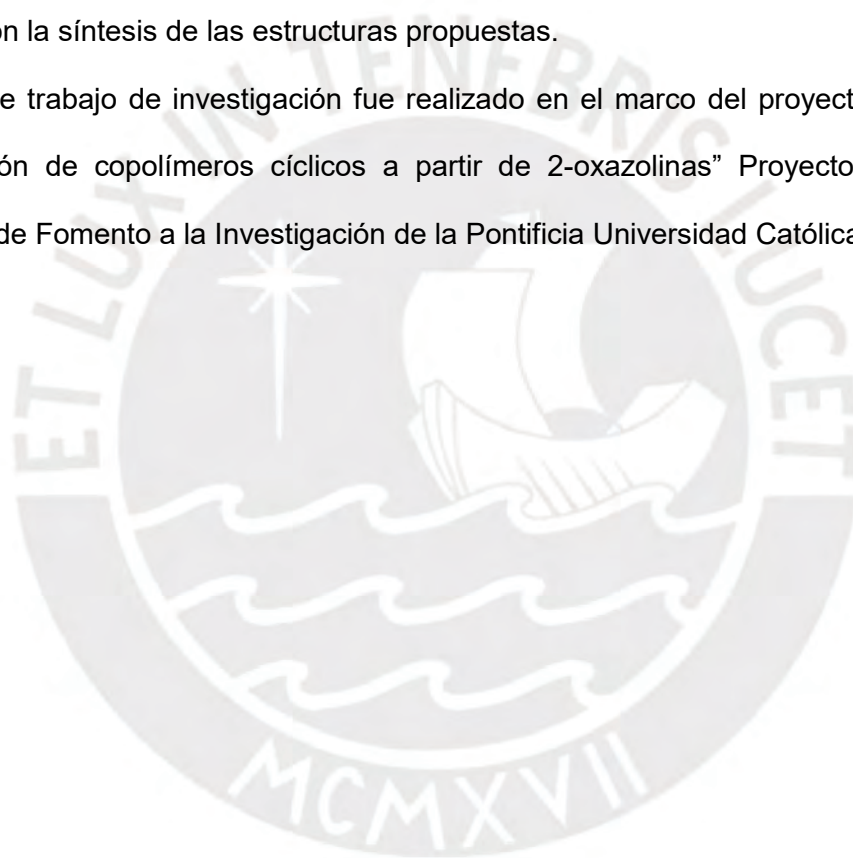 ón la síntesis de las estructuras propuestas.
e trabajo de investigación fue realizado en el marco del proyect
ón de copolímeros cíclicos a partir de 2-oxazolinas” Proyecto
de Fomento a la Investigación de la Pontificia Universidad Católica
ET LUX IN TENEBRIS LUCET
MCMXVII